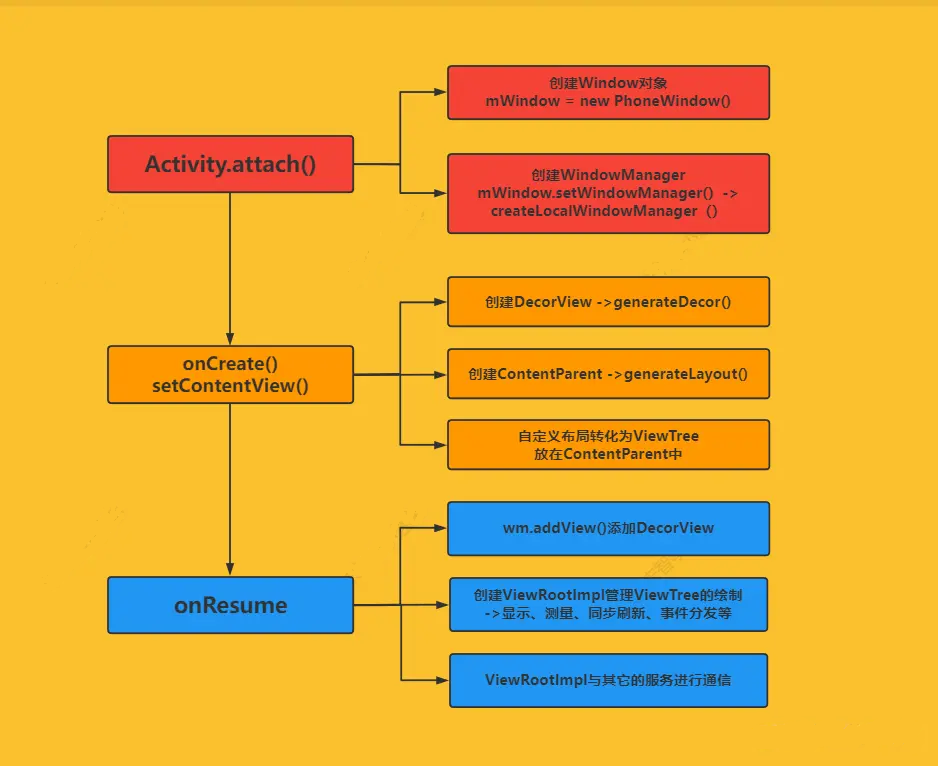 Activity.attach()
创建Window对象
mWindow = new PhoneWindow()
创建WindowManager
mWindow.setWindowManager() ->
createLocalWindowManager ()
onCreate()
setContentView()
创建DecorView ->generateDecor()
创建ContentParent ->generateLayout()
自定义布局转化为ViewTree
放在ContentParent中
onResume
wm.addView()添加DecorView
创建ViewRootImpl管理ViewTree的绘制
->显示、测量、同步刷新、事件分发等
ViewRootImpl与其它的服务进行通信